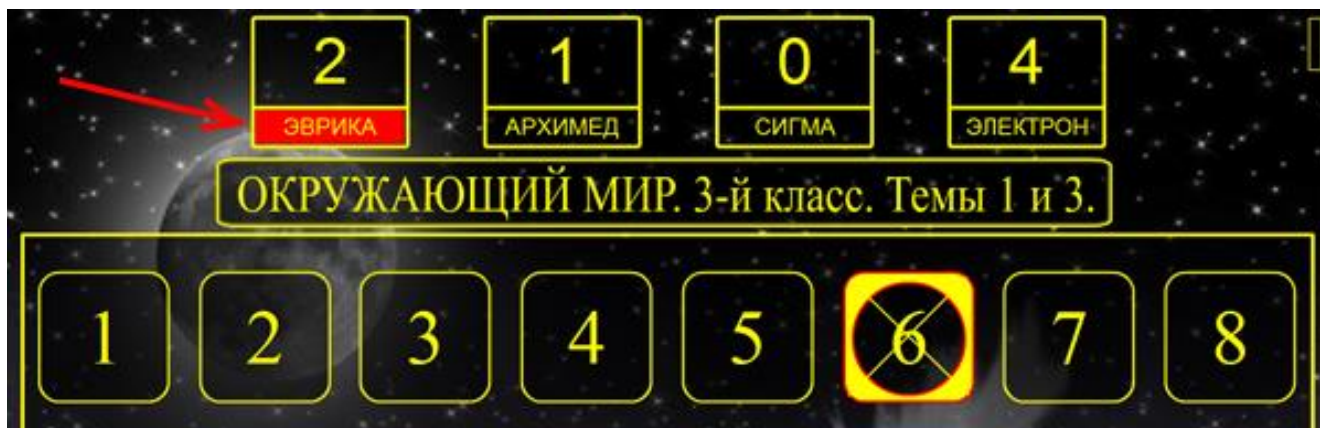 2 1 0 4
ЭВРИКА АРХИМЕД СИГМА ЭЛЕКТРОН
ОКРУЖАЮЩИЙ МИР. 3-й класс. Темы 1 и 3.
1 2 3 4 5 6 7 8